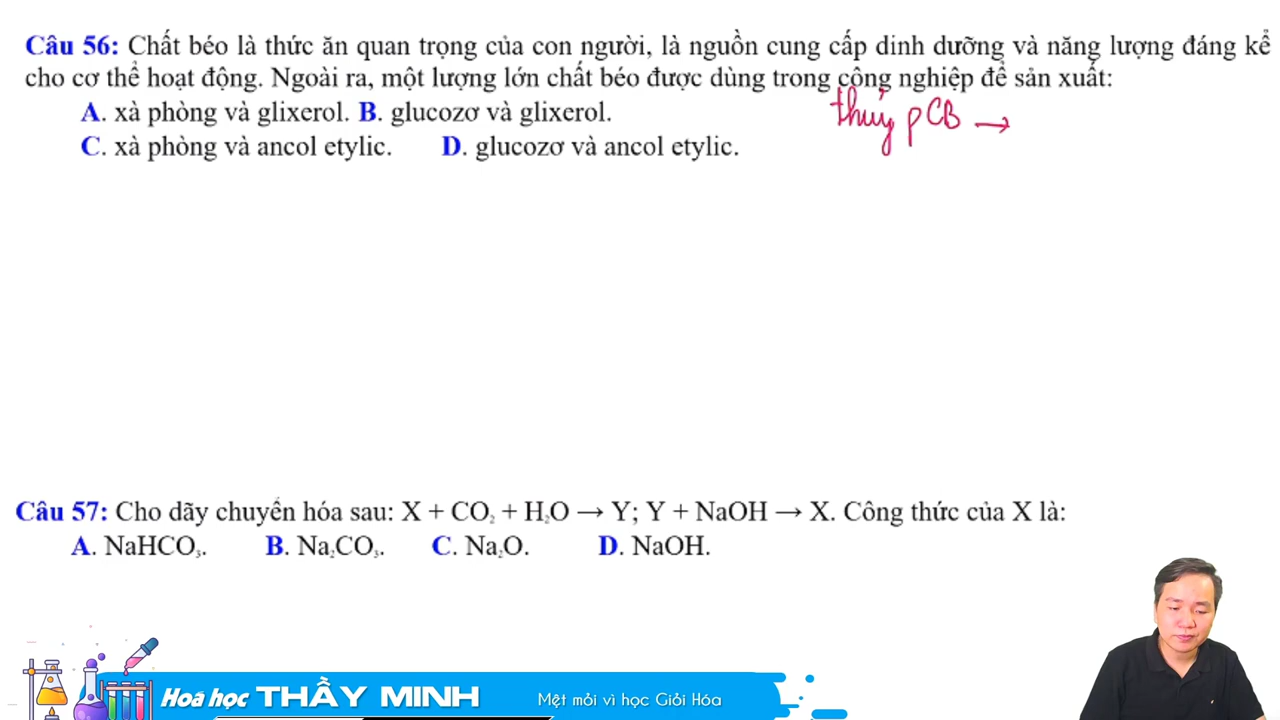 Câu 56: Chất béo là thức ăn quan trọng của con người, là nguồn cung cấp dinh dưỡng và năng lượng đáng kể
cho cơ thể hoạt động. Ngoài ra, một lượng lớn chất béo được dùng trong công nghiệp để sản xuất:
A. xà phòng và glixerol. B. glucozơ và glixerol.
thủy p CB →
C. xà phòng và ancol etylic. D. glucozơ và ancol etylic.
Câu 57: Cho dãy chuyển hóa sau: X + CO₂ + H₂O → Y; Y + NaOH → X. Công thức của X là:
A. NaHCO₃. B. Na₂CO₃. C. Na₂O. D. NaOH.
Hoá học THẦY MINH Mệt mỏi vì học Giỏi Hóa